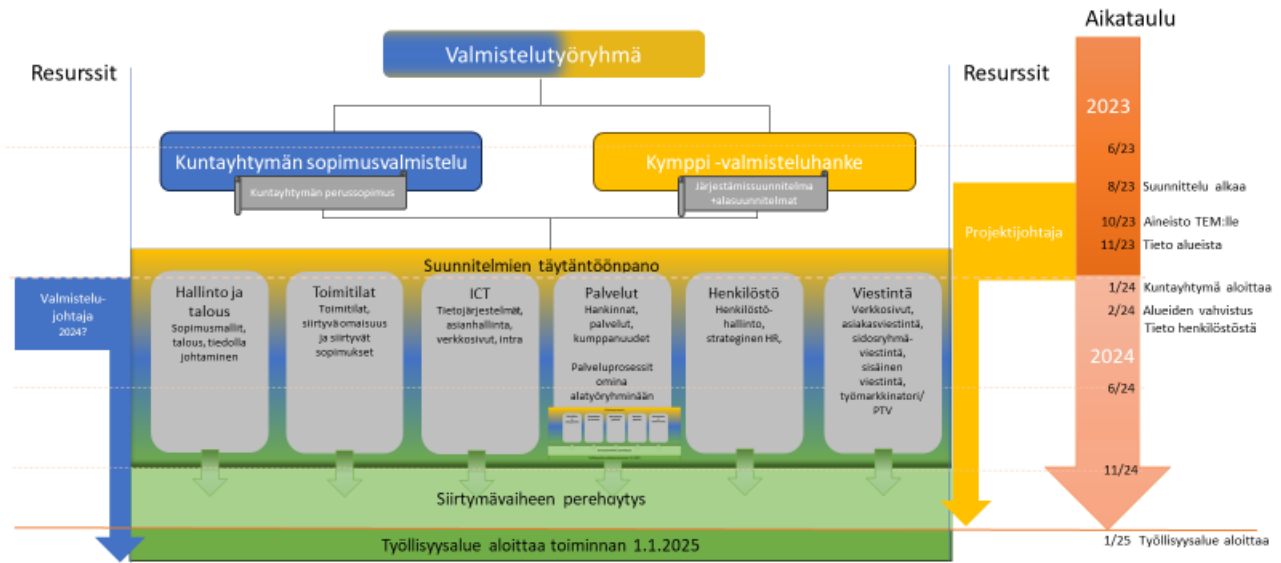 Aikataulu
Valmistelutyöryhmä
Resurssit
Resurssit
2023
Kuntayhtymän sopimusvalmistelu
Kymppi -valmisteluhanke
Kuntayhtymän perussopimus
Järjestämissuunnitelma
+alasuunnitelmat
6/23
8/23 Suunnittelu alkaa
10/23 Aineisto TEM:lle
11/23 Tieto alueista
Projektijohtaja
Suunnitelmien täytäntöönpano
Valmistelu-
johtaja
2024?
Hallinto ja
talous
Sopimusmallit,
talous, tiedolla
johtaminen
Toimitilat
Toimitilat,
siirtyvä omaisuus
ja siirtyvät
sopimukset
ICT
Tietojärjestelmät,
asianhallinta,
verkkosivut, intra
Palvelut
Hankinnat,
palvelut,
kumppanuudet
Palveluprosessit
omina
alatyöryhminään
Henkilöstö
Henkilöstö-
hallinto,
strateginen HR,
Viestintä
Verkkosivut,
asiakasviestintä,
sidosryhmä-
viestintä,
sisäinen
viestintä,
työmarkkinatori/
PTV
1/24 Kuntayhtymä aloittaa
2/24 Alueiden vahvistus
Tieto henkilöstöstä
2024
6/24
11/24
Siirtymävaiheen perehdytys
Työllisyysalue aloittaa toiminnan 1.1.2025
1/25 Työllisyysalue aloittaa